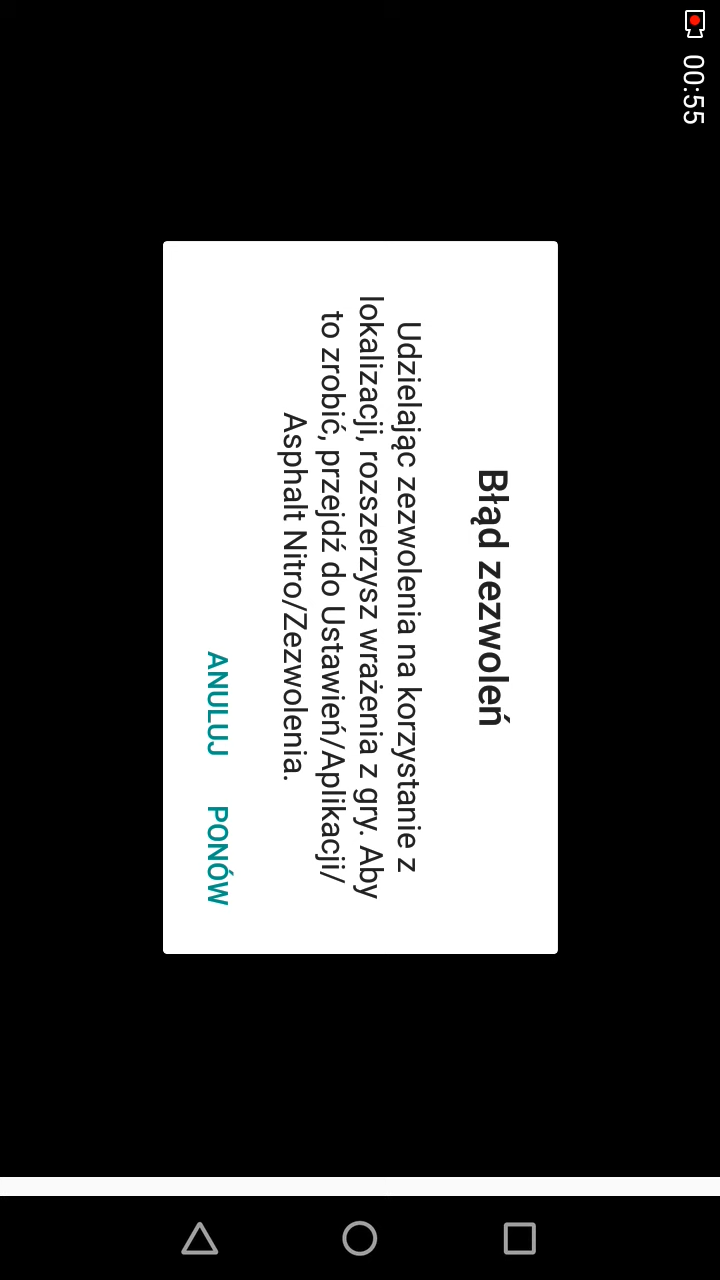 00:55
Błąd zezwoleń
Udzielając zezwolenia na korzystanie z
lokalizacji, rozszerzysz wrażenia z gry. Aby
to zrobić, przejdź do Ustawień/Aplikacji/
Asphalt Nitro/Zezwolenia.
ANULUJ PONÓW